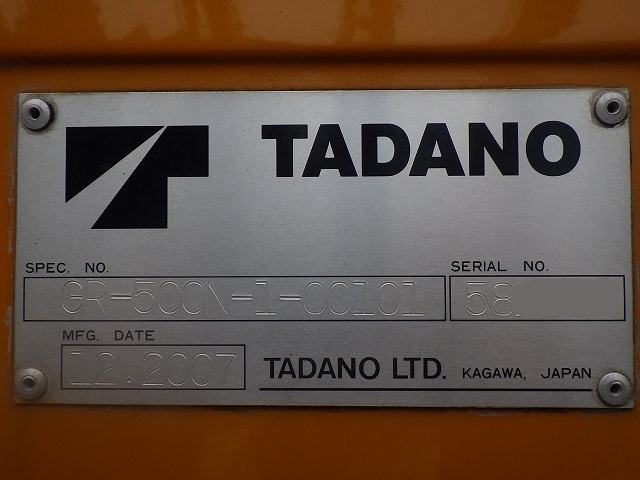 TADANO
SPEC. NO.
GR-500N-1-00101
SERIAL NO.
58
MFG. DATE
12.2007
TADANO LTD. KAGAWA, JAPAN